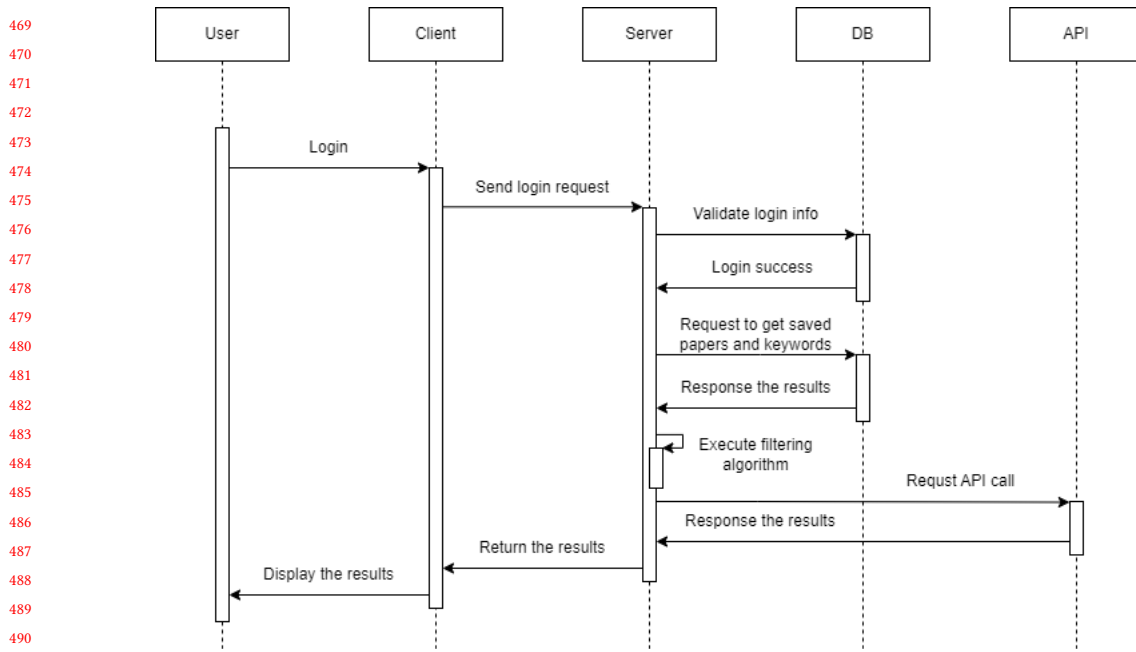 469
User
Client
Server
DB
API
470
471
472
473
Login
474
475
Send login request
476
Validate login info
477
Login success
478
479
Request to get saved
480
papers and keywords
481
482
Response the results
483
Execute filtering
484
algorithm
485
Requst API call
486
Response the results
487
Return the results
488
Display the results
489
490